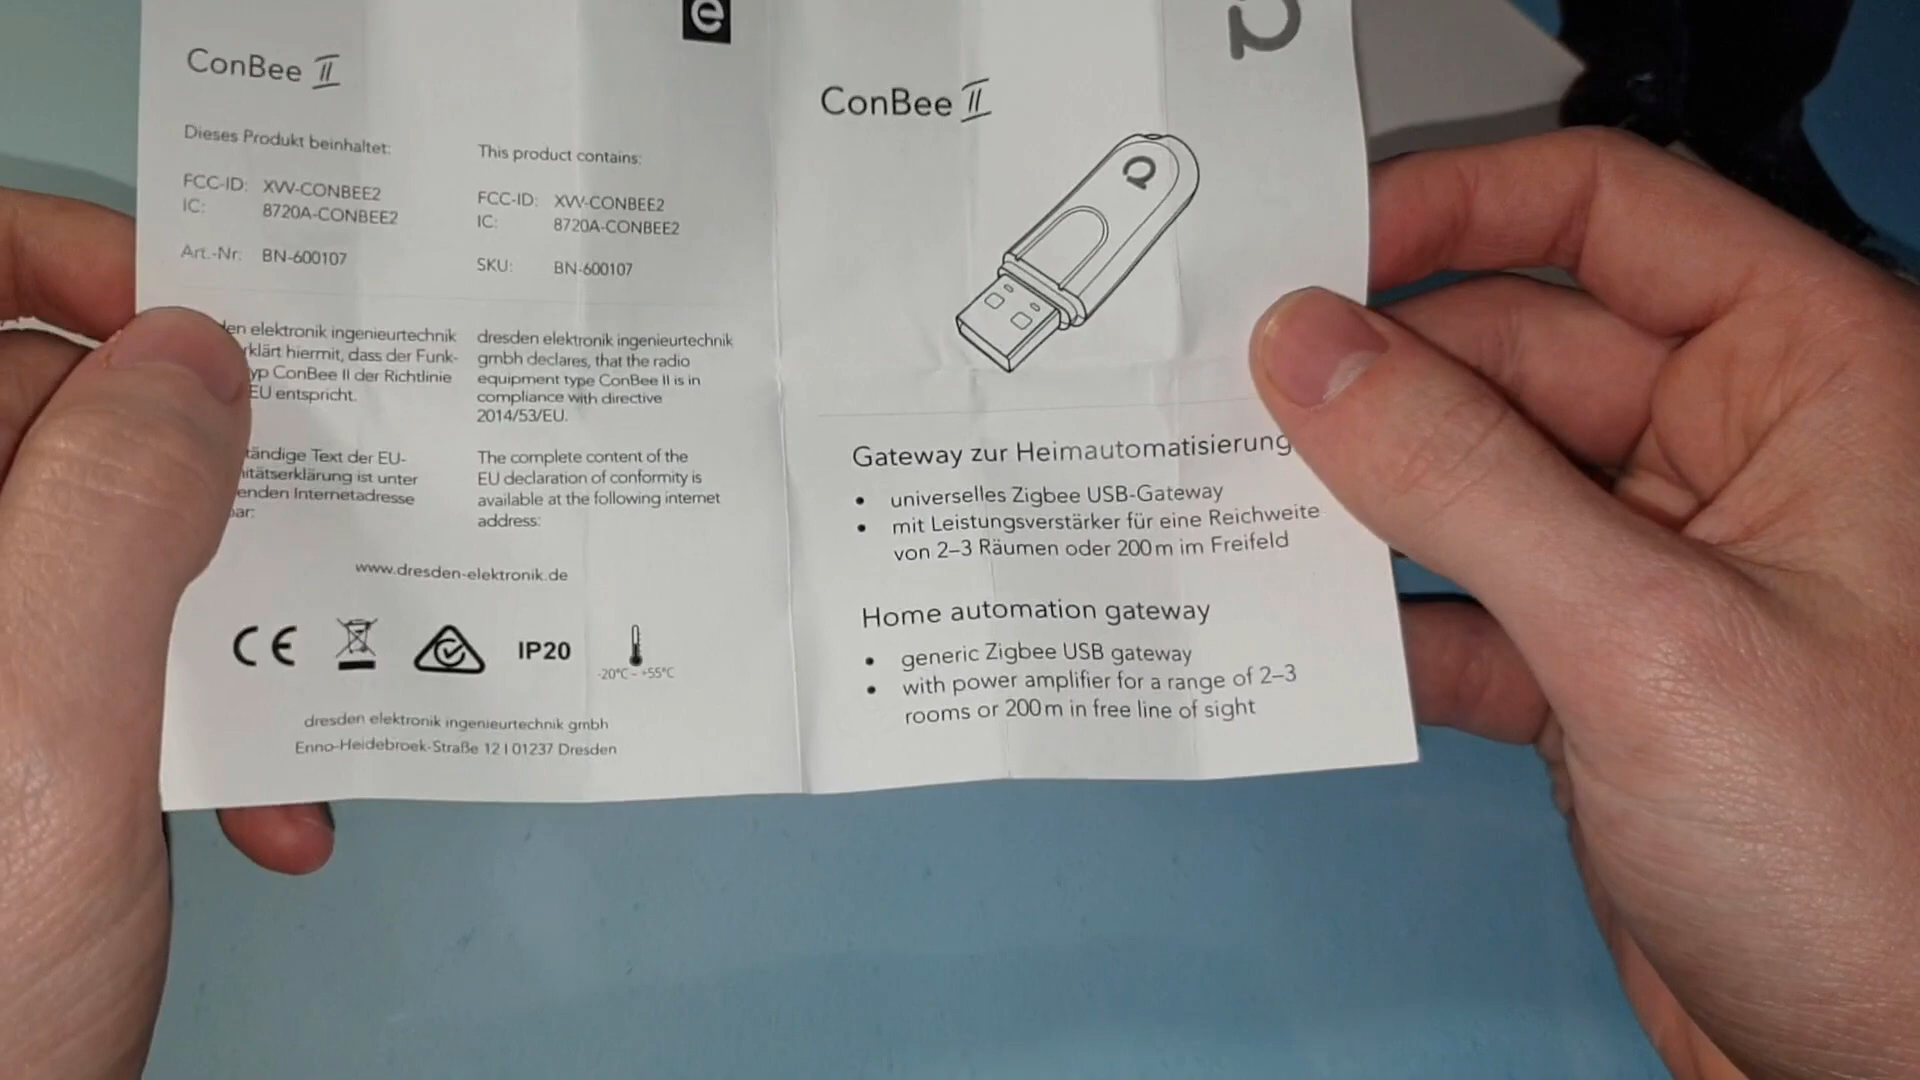 e
ConBee II
Dieses Produkt beinhaltet:
FCC-ID: XVV-CONBEE2
IC: 8720A-CONBEE2
Art.-Nr: BN-600107
This product contains:
FCC-ID: XVV-CONBEE2
IC: 8720A-CONBEE2
SKU: BN-600107
elektronik ingenieurtechnik
hiermit, dass der Funk-
ConBee II der Richtlinie
EU entspricht.
Text der EU-
ist unter
Internetadresse
dresden elektronik ingenieurtechnik
gmbh declares, that the radio
equipment type ConBee II is in
compliance with directive
2014/53/EU.
The complete content of the
EU declaration of conformity is
available at the following internet
address:
www.dresden-elektronik.de
CE
IP20
-20°C – +55°C
dresden elektronik ingenieurtechnik gmbh
Enno-Heidebroek-Straße 12 I 01237 Dresden
ConBee II
Gateway zur Heimautomatisierung
• universelles Zigbee USB-Gateway
• mit Leistungsverstärker für eine Reichweite
von 2–3 Räumen oder 200 m im Freifeld
Home automation gateway
• generic Zigbee USB gateway
• with power amplifier for a range of 2–3
rooms or 200 m in free line of sight